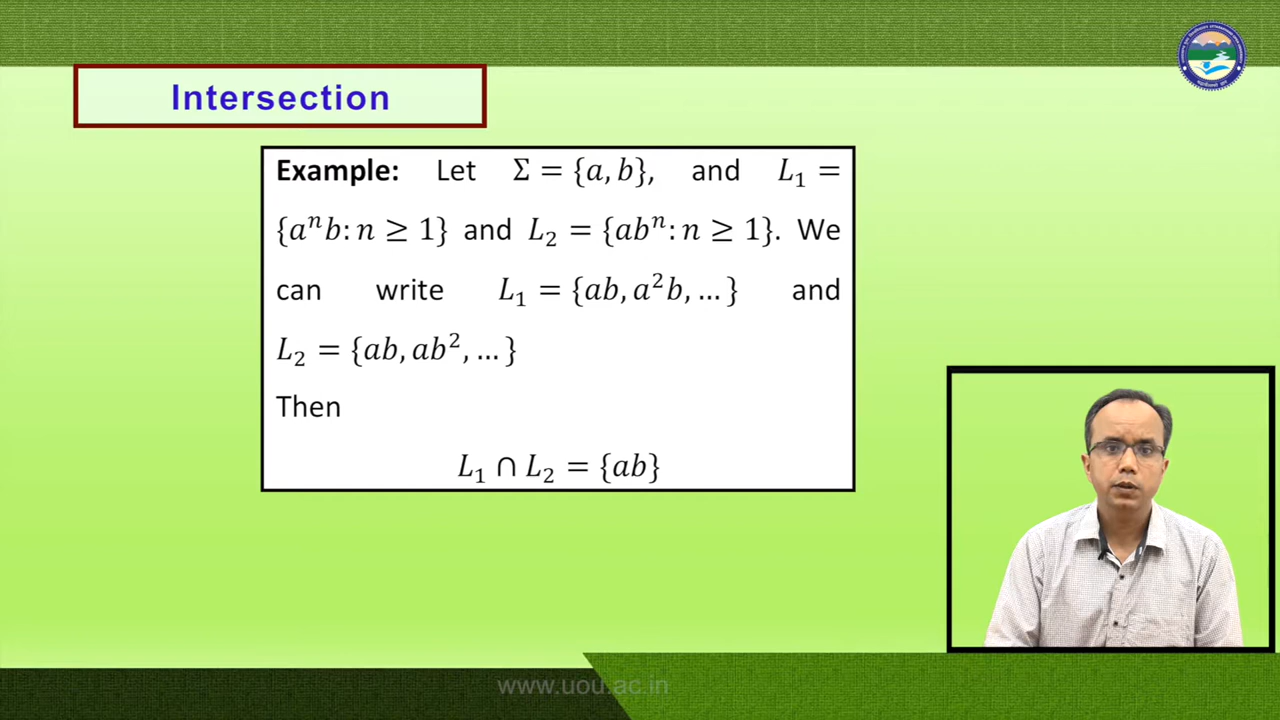 Intersection
Example: Let Σ = {a, b}, and L₁ =
{aⁿb: n ≥ 1} and L₂ = {abⁿ: n ≥ 1}. We
can write L₁ = {ab, a²b, … } and
L₂ = {ab, ab², … }
Then
L₁ ∩ L₂ = {ab}
www.uou.ac.in